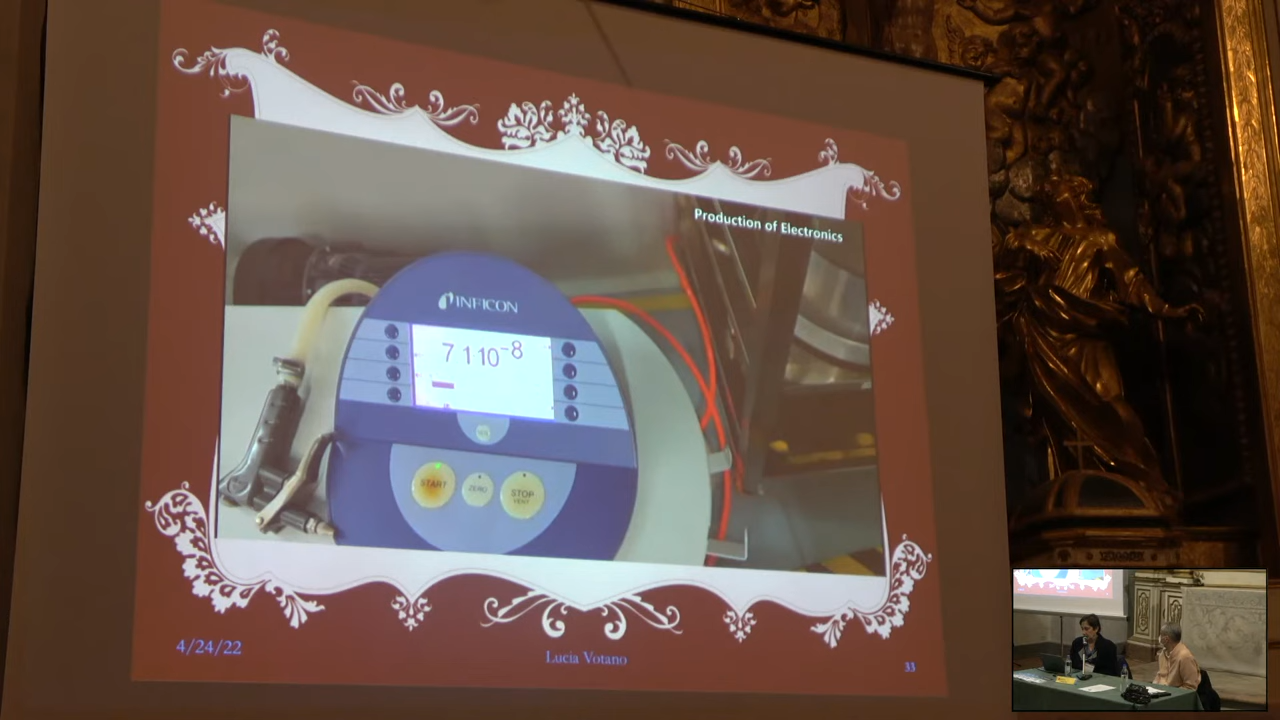 Production of Electronics
INFICON
7 1 10⁻⁸
START
ZERO
STOP
VENT
4/24/22
Lucia Votano
33